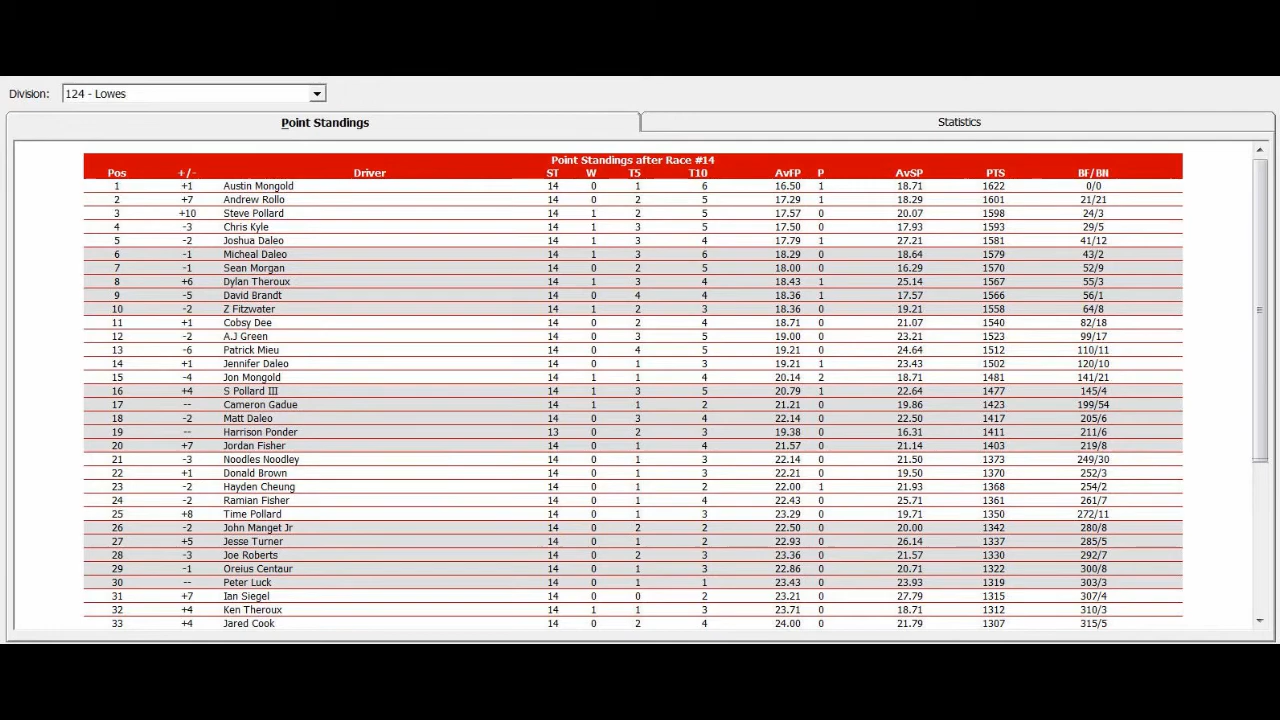 Division: 124 - Lowes
Point Standings Statistics
Point Standings after Race #14
Pos +/- Driver ST W T5 T10 AvFP P AvSP PTS BF/BN
1 +1 Austin Mongold 14 0 1 6 16.50 1 18.71 1622 0/0
2 +7 Andrew Rollo 14 0 2 5 17.29 1 18.29 1601 21/21
3 +10 Steve Pollard 14 1 2 5 17.57 0 20.07 1598 24/3
4 -3 Chris Kyle 14 1 3 5 17.50 0 17.93 1593 29/5
5 -2 Joshua Daleo 14 1 3 4 17.79 1 27.21 1581 41/12
6 -1 Micheal Daleo 14 1 3 6 18.29 0 18.64 1579 43/2
7 -1 Sean Morgan 14 0 2 5 18.00 0 16.29 1570 52/9
8 +6 Dylan Theroux 14 1 3 4 18.43 1 25.14 1567 55/3
9 -5 David Brandt 14 0 4 4 18.36 1 17.57 1566 56/1
10 -2 Z Fitzwater 14 1 2 3 18.36 0 19.21 1558 64/8
11 +1 Cobsy Dee 14 0 2 4 18.71 0 21.07 1540 82/18
12 -2 A.J Green 14 0 3 5 19.00 0 23.21 1523 99/17
13 -6 Patrick Mieu 14 0 4 5 19.21 0 24.64 1512 110/11
14 +1 Jennifer Daleo 14 0 1 3 19.21 1 23.43 1502 120/10
15 -4 Jon Mongold 14 1 1 4 20.14 2 18.71 1481 141/21
16 +4 S Pollard III 14 1 3 5 20.79 1 22.64 1477 145/4
17 -- Cameron Gadue 14 1 1 2 21.21 0 19.86 1423 199/54
18 -2 Matt Daleo 14 0 3 4 22.14 0 22.50 1417 205/6
19 -- Harrison Ponder 13 0 2 3 19.38 0 16.31 1411 211/6
20 +7 Jordan Fisher 14 0 1 4 21.57 0 21.14 1403 219/8
21 -3 Noodles Noodley 14 0 1 3 22.14 0 21.50 1373 249/30
22 +1 Donald Brown 14 0 1 3 22.21 0 19.50 1370 252/3
23 -2 Hayden Cheung 14 0 1 2 22.00 1 21.93 1368 254/2
24 -2 Ramian Fisher 14 0 1 4 22.43 0 25.71 1361 261/7
25 +8 Time Pollard 14 0 1 3 23.29 0 19.71 1350 272/11
26 -2 John Manget Jr 14 0 2 2 22.50 0 20.00 1342 280/8
27 +5 Jesse Turner 14 0 1 2 22.93 0 26.14 1337 285/5
28 -3 Joe Roberts 14 0 2 3 23.36 0 21.57 1330 292/7
29 -1 Oreius Centaur 14 0 1 3 22.86 0 20.71 1322 300/8
30 -- Peter Luck 14 0 1 1 23.43 0 23.93 1319 303/3
31 +7 Ian Siegel 14 0 0 2 23.21 0 27.79 1315 307/4
32 +4 Ken Theroux 14 1 1 3 23.71 0 18.71 1312 310/3
33 +4 Jared Cook 14 0 2 4 24.00 0 21.79 1307 315/5